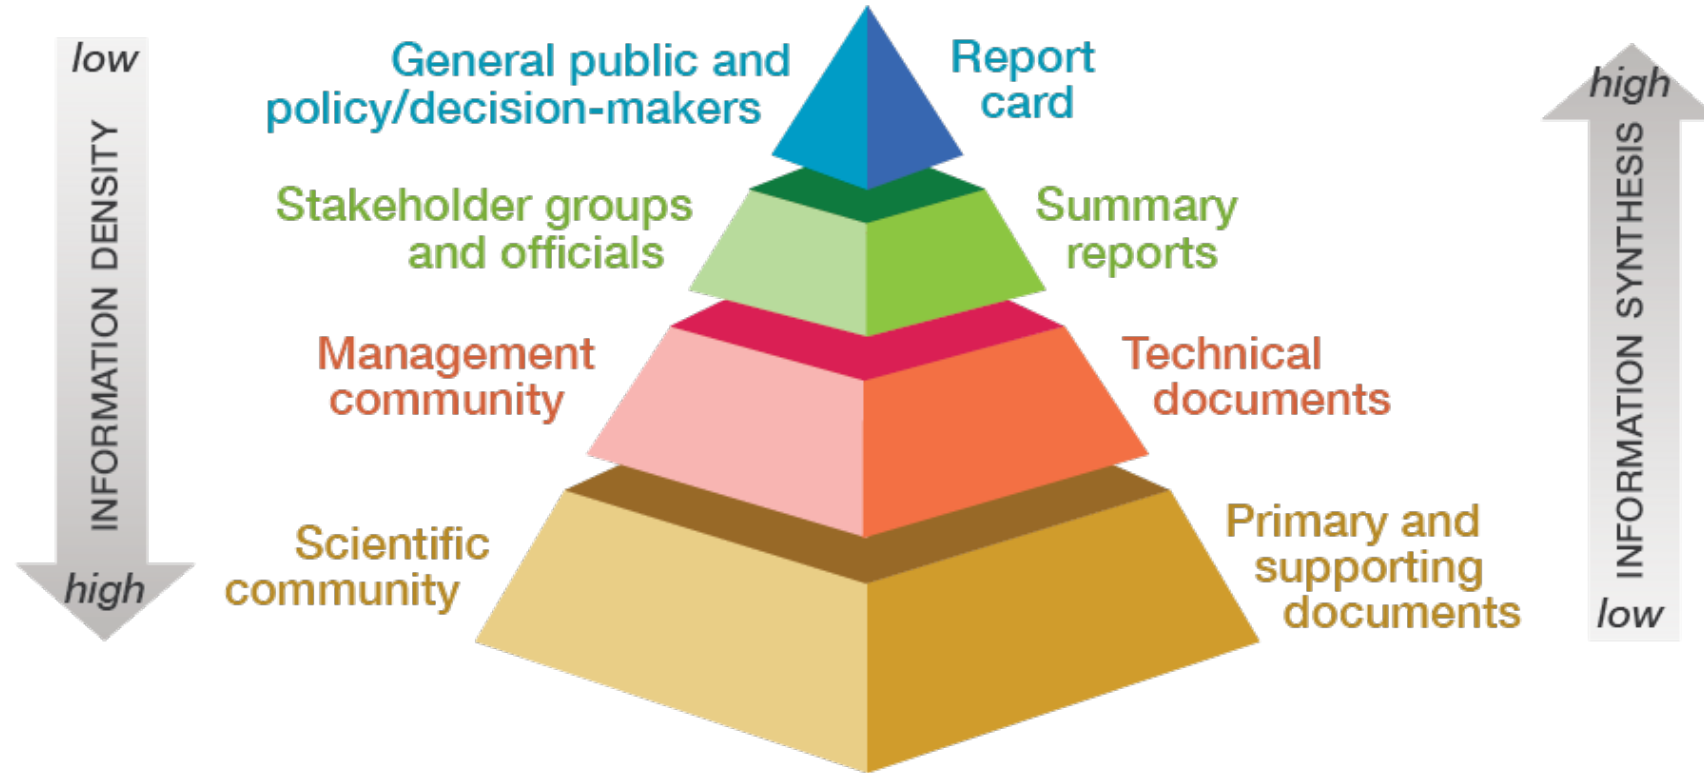 low
INFORMATION DENSITY
high
General public and
policy/decision-makers
Report
card
Stakeholder groups
and officials
Summary
reports
Management
community
Technical
documents
Scientific
community
Primary and
supporting
documents
high
INFORMATION SYNTHESIS
low